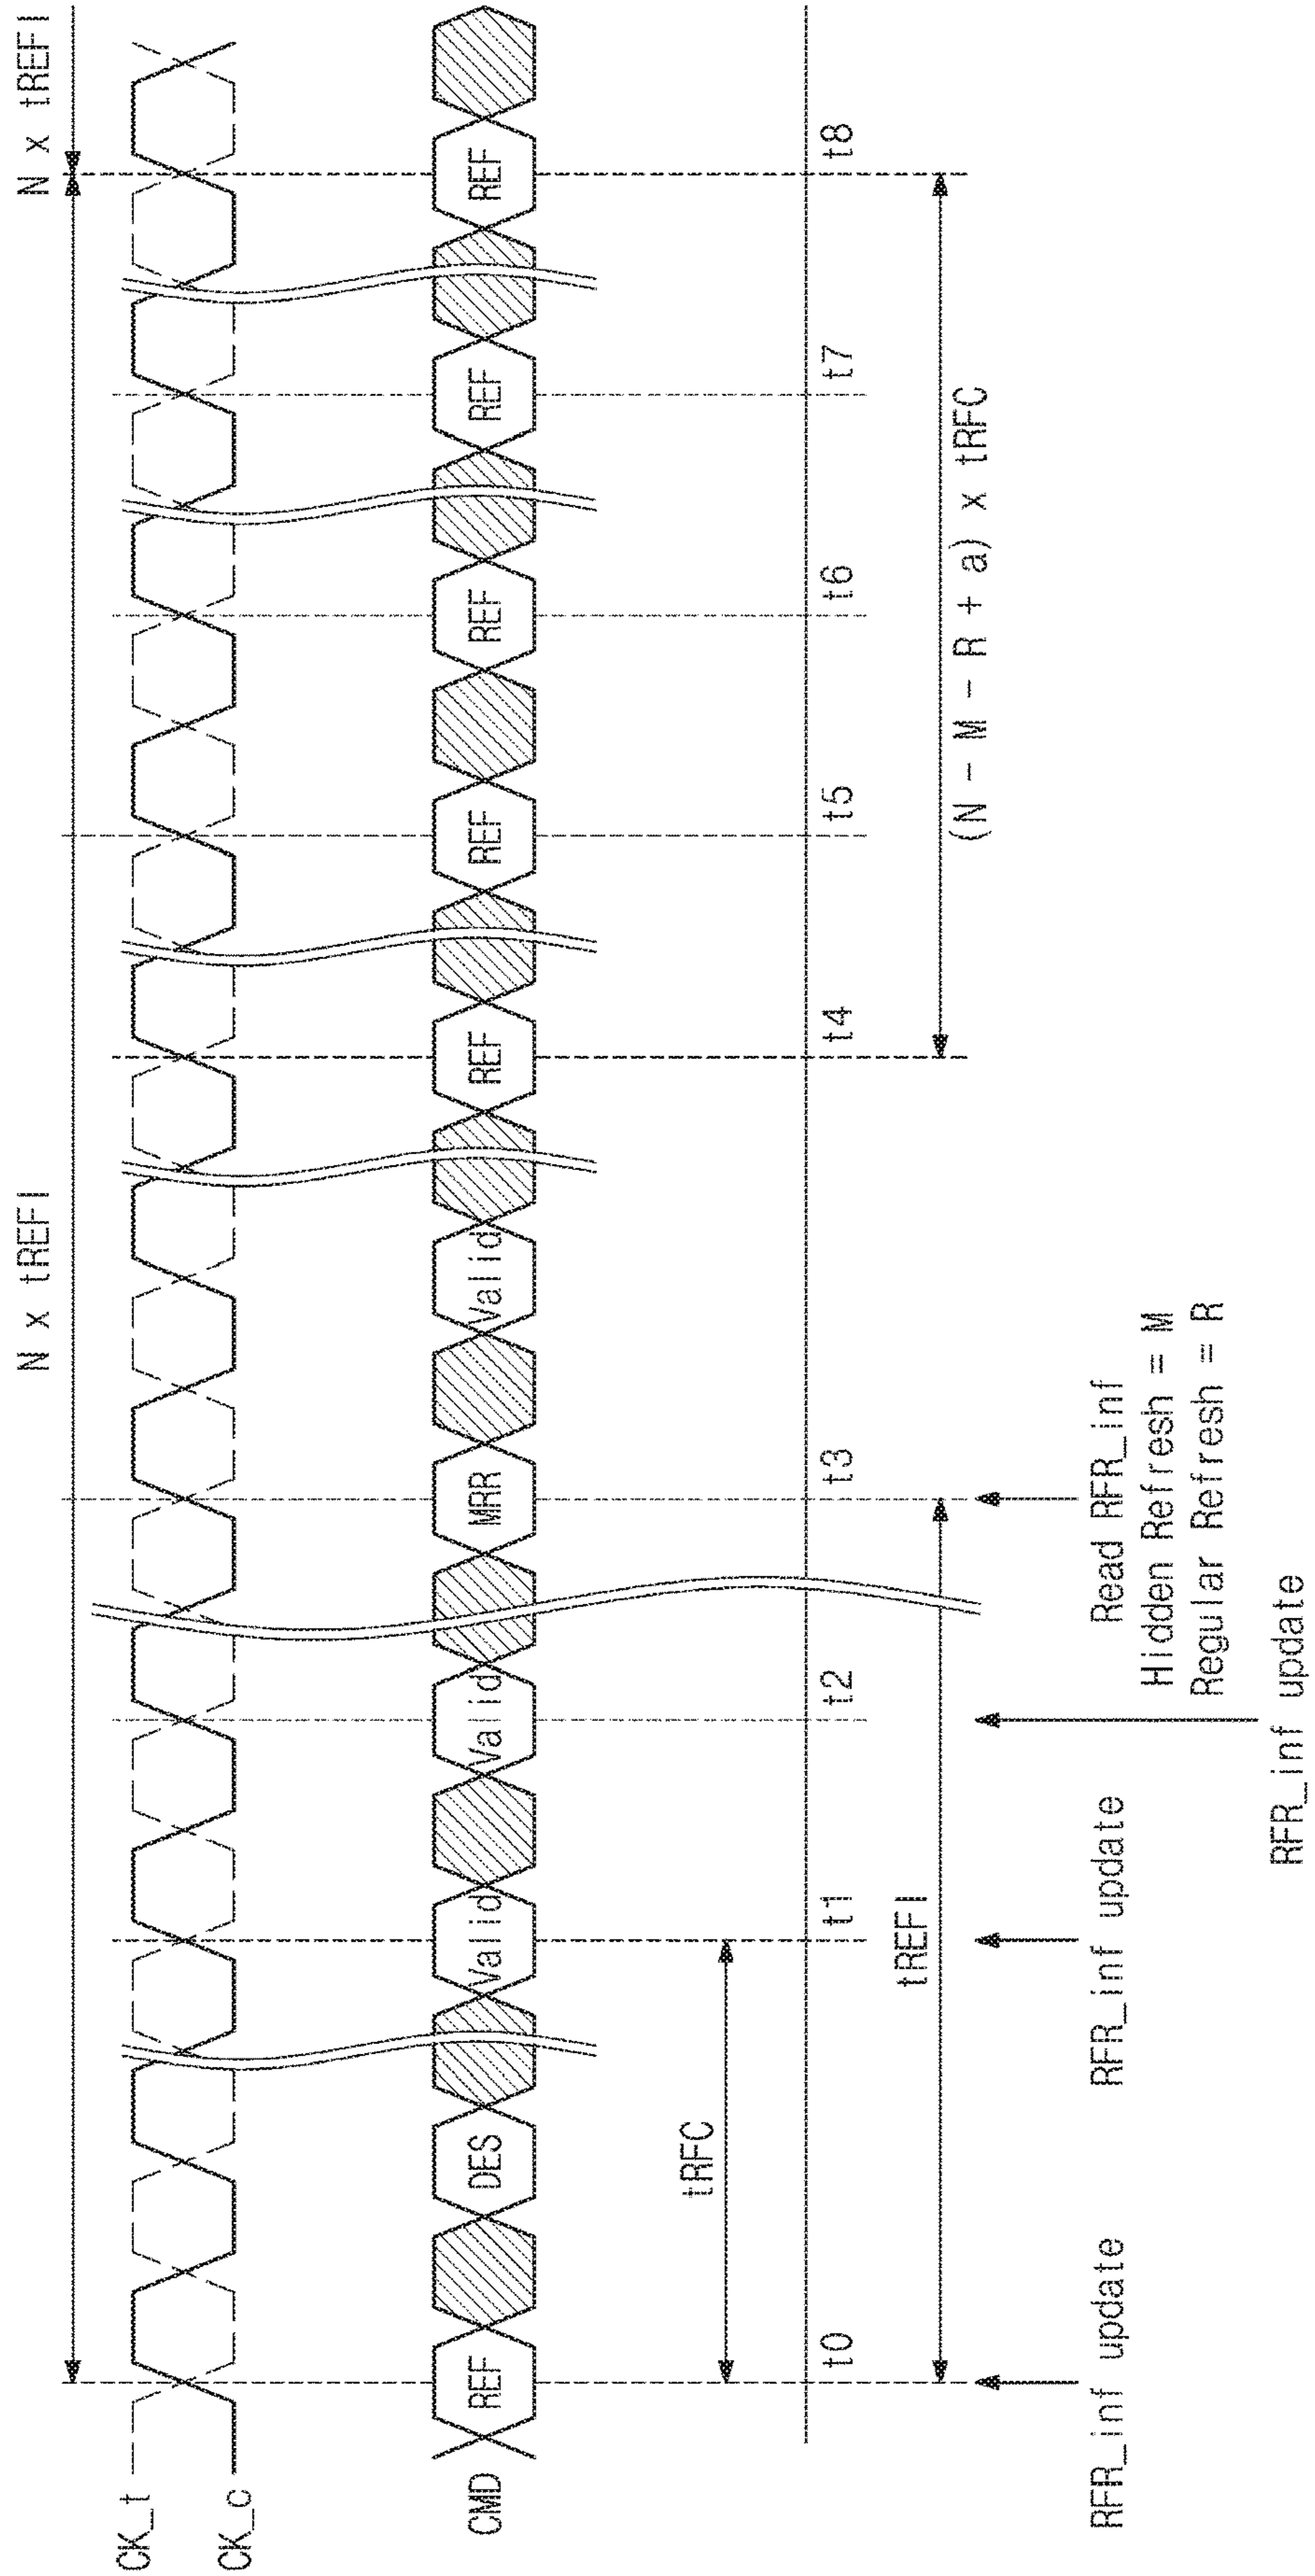 N x tREFI
N x tREFI
CK_t
CK_c
CMD
REF
DES
Valid
Valid
MRR
Valid
REF
REF
REF
REF
REF
tRFC
t0
t1
t2
t3
t4
t5
t6
t7
t8
tREFI
(N - M - R + a) x tRFC
RFR_inf update
RFR_inf update
Read RFR_inf
Hidden Refresh = M
Regular Refresh = R
RFR_inf update